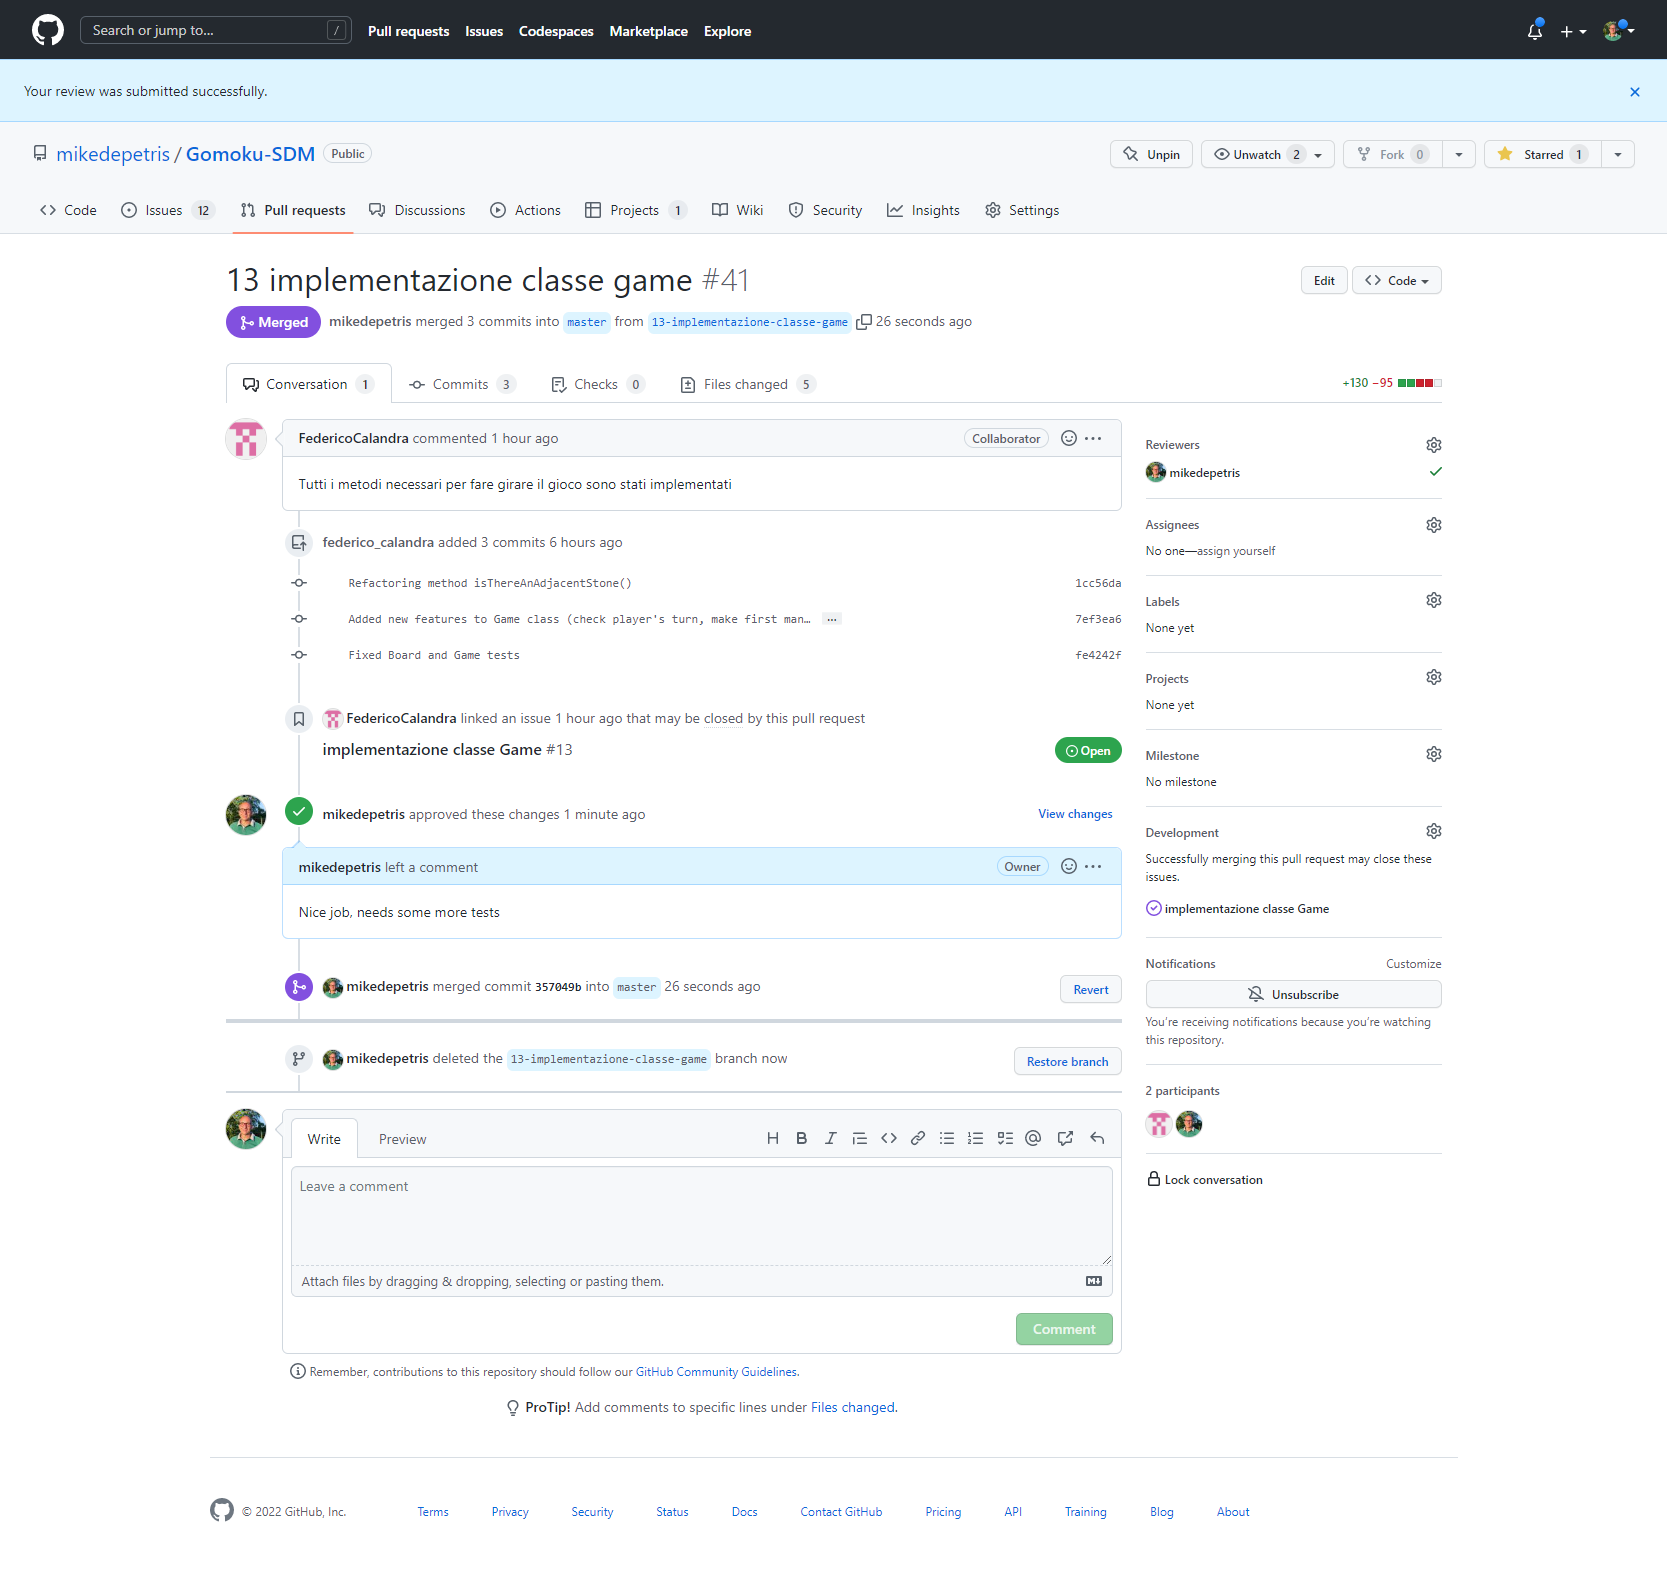 Search or jump to... / Pull requests Issues Codespaces Marketplace Explore
Your review was submitted successfully.
mikedepetris / Gomoku-SDM Public Unpin Unwatch 2 Fork 0 Starred 1
Code Issues 12 Pull requests Discussions Actions Projects 1 Wiki Security Insights Settings
13 implementazione classe game #41 Edit Code
Merged mikedepetris merged 3 commits into master from 13-implementazione-classe-game 26 seconds ago
Conversation 1 Commits 3 Checks 0 Files changed 5 +130 −95
FedericoCalandra commented 1 hour ago Collaborator
Tutti i metodi necessari per fare girare il gioco sono stati implementati
federico_calandra added 3 commits 6 hours ago
Refactoring method isThereAnAdjacentStone() 1cc56da
Added new features to Game class (check player's turn, make first man… … 7ef3ea6
Fixed Board and Game tests fe4242f
FedericoCalandra linked an issue 1 hour ago that may be closed by this pull request
implementazione classe Game #13 Open
mikedepetris approved these changes 1 minute ago View changes
mikedepetris left a comment Owner
Nice job, needs some more tests
mikedepetris merged commit 357049b into master 26 seconds ago Revert
mikedepetris deleted the 13-implementazione-classe-game branch now Restore branch
Write Preview
Leave a comment
Attach files by dragging & dropping, selecting or pasting them.
Comment
Remember, contributions to this repository should follow our GitHub Community Guidelines.
ProTip! Add comments to specific lines under Files changed.
Reviewers
mikedepetris
Assignees
No one—assign yourself
Labels
None yet
Projects
None yet
Milestone
No milestone
Development
Successfully merging this pull request may close these
issues.
implementazione classe Game
Notifications Customize
Unsubscribe
You're receiving notifications because you're watching
this repository.
2 participants
Lock conversation
© 2022 GitHub, Inc. Terms Privacy Security Status Docs Contact GitHub Pricing API Training Blog About